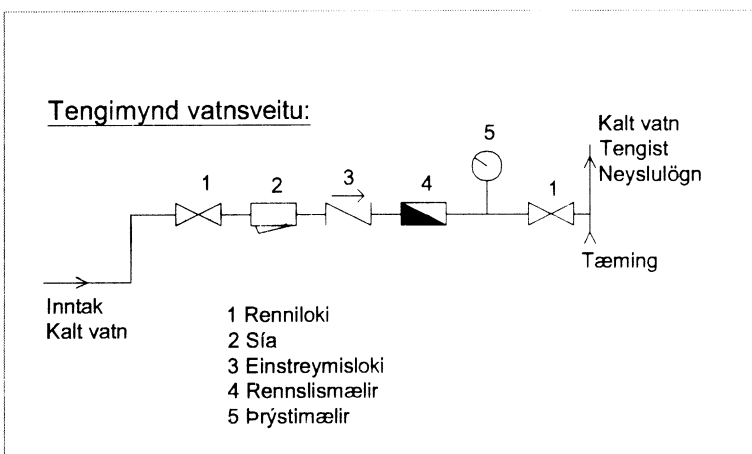 Tengimynd vatnsveitu:
1
2
3
4
5
1
Kalt vatn
Tengist
Neyslulögn
Tæming
Inntak
Kalt vatn
1 Renniloki
2 Sía
3 Einstreymisloki
4 Rennslismælir
5 Þrýstimælir